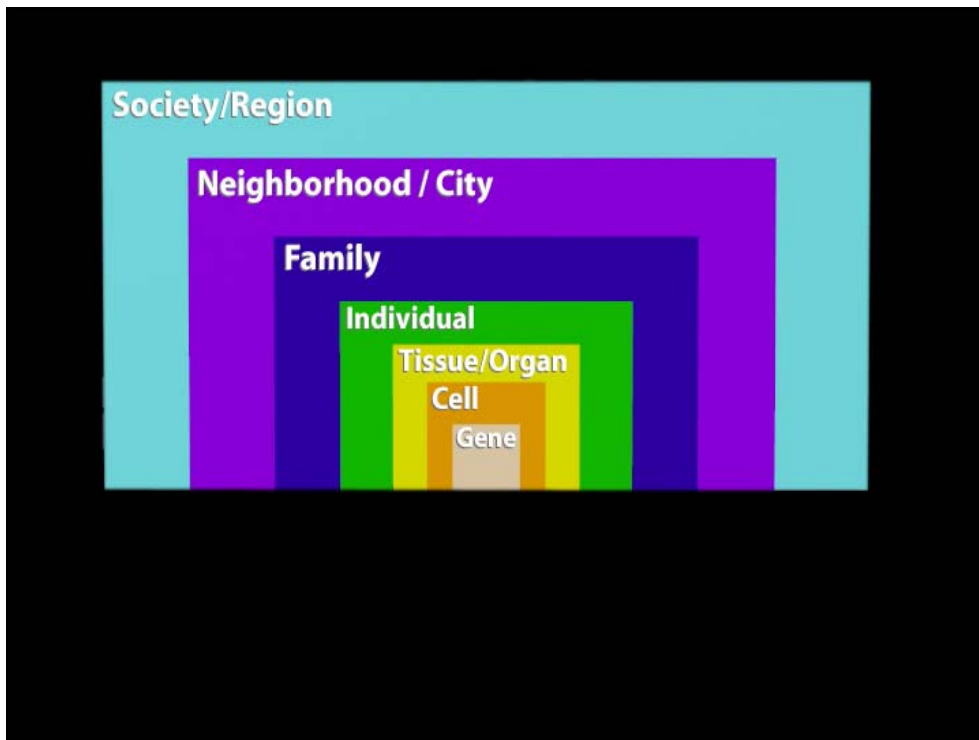 Society/Region
Neighborhood / City
Family
Individual
Tissue/Organ
Cell
Gene